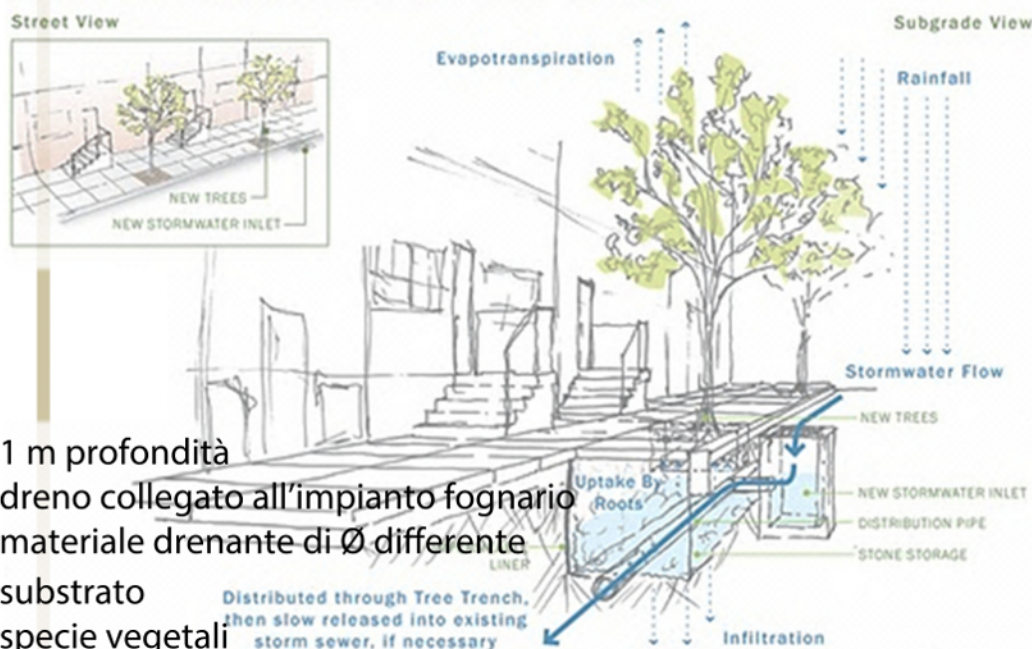 Street View
Subgrade View
Evapotranspiration
Rainfall
NEW TREES
NEW STORMWATER INLET
Stormwater Flow
NEW TREES
1 m profondità
dreno collegato all’impianto fognario
materiale drenante di Ø differente
substrato
specie vegetali
Uptake By
Roots
NEW STORMWATER INLET
DISTRIBUTION PIPE
STONE STORAGE
LINER
Distributed through Tree Trench,
then slow released into existing
storm sewer, if necessary
Infiltration